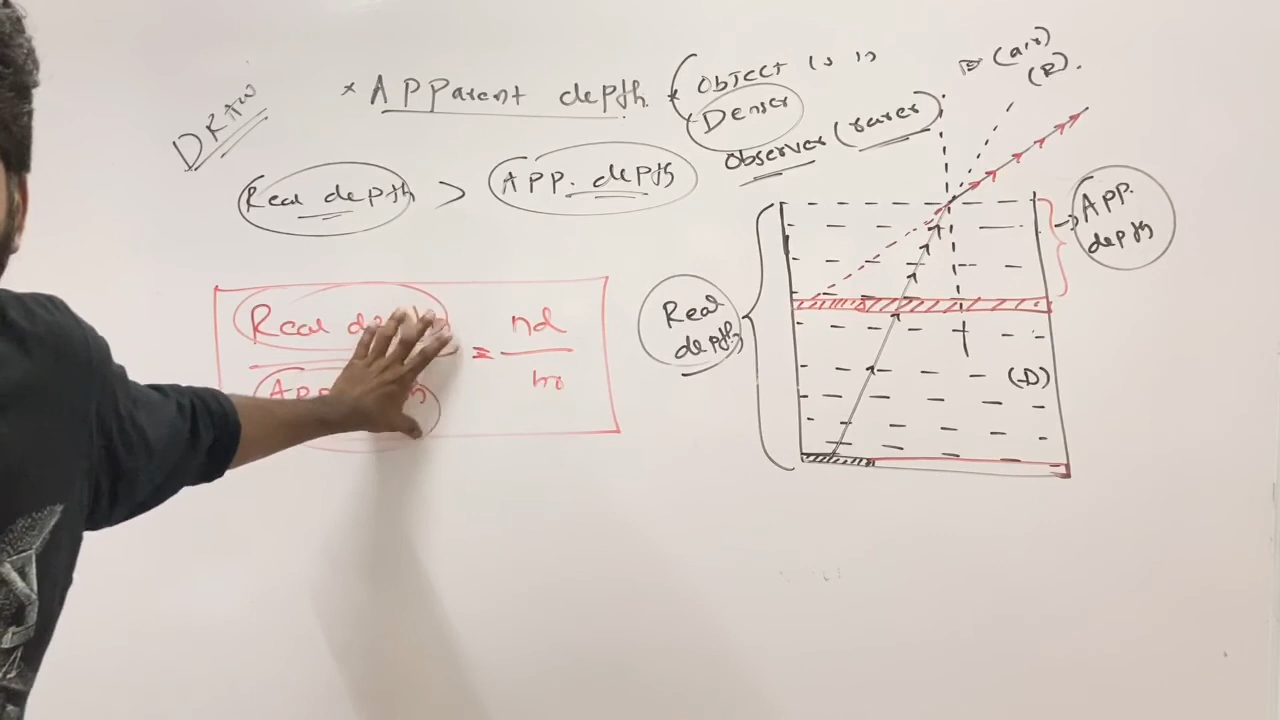 DRAW
* APParent depth
Object is in
Denser
Observer (rarer)
(air)
(R).
Real depth > APP. depth
Real
APP
nd
Real
depth
APP.
depth
(D)